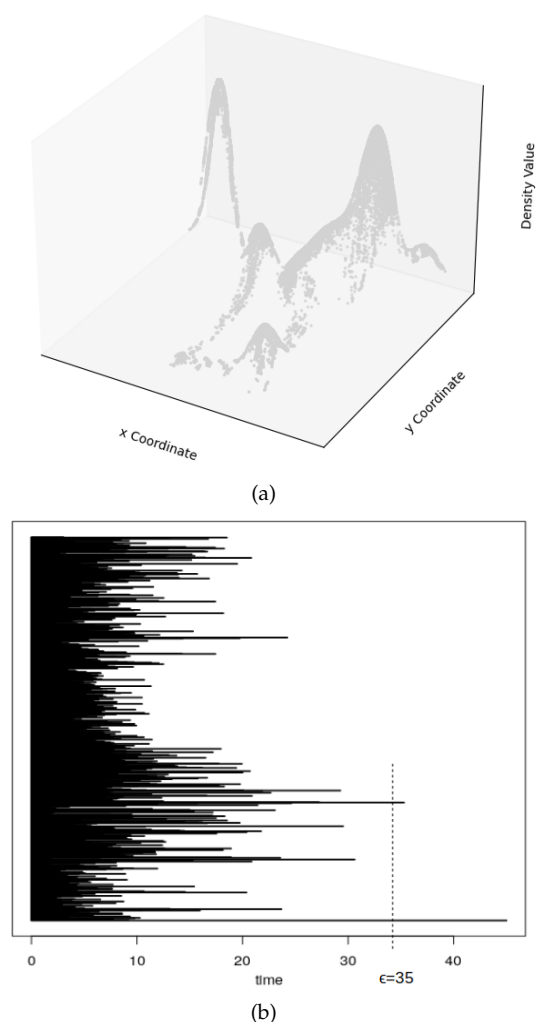 Density Value
y Coordinate
x Coordinate
(a)
0 10 20 30 40
time
ϵ=35
(b)